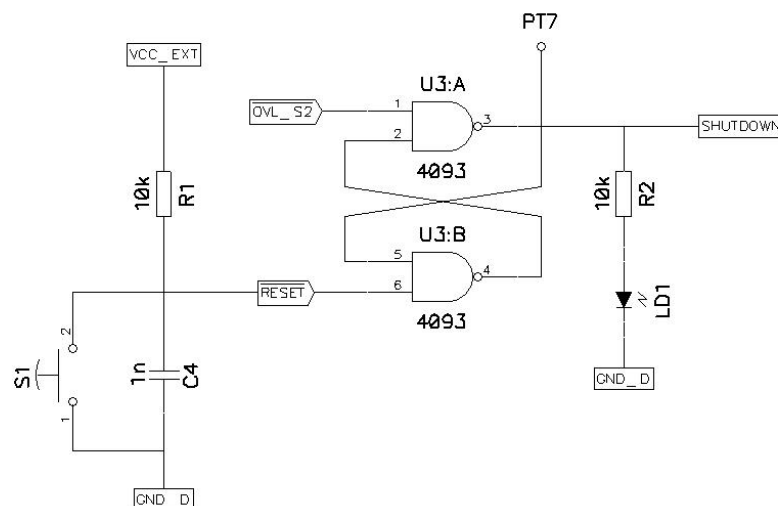 PT7
VCC_EXT
U3:A
OVL_S2
1
2
3
SHUTDOWN
4093
10k
R1
10k
R2
U3:B
5
6
4
RESET
4093
LD1
2
S1
1
1n
C4
GND_D
GND_D